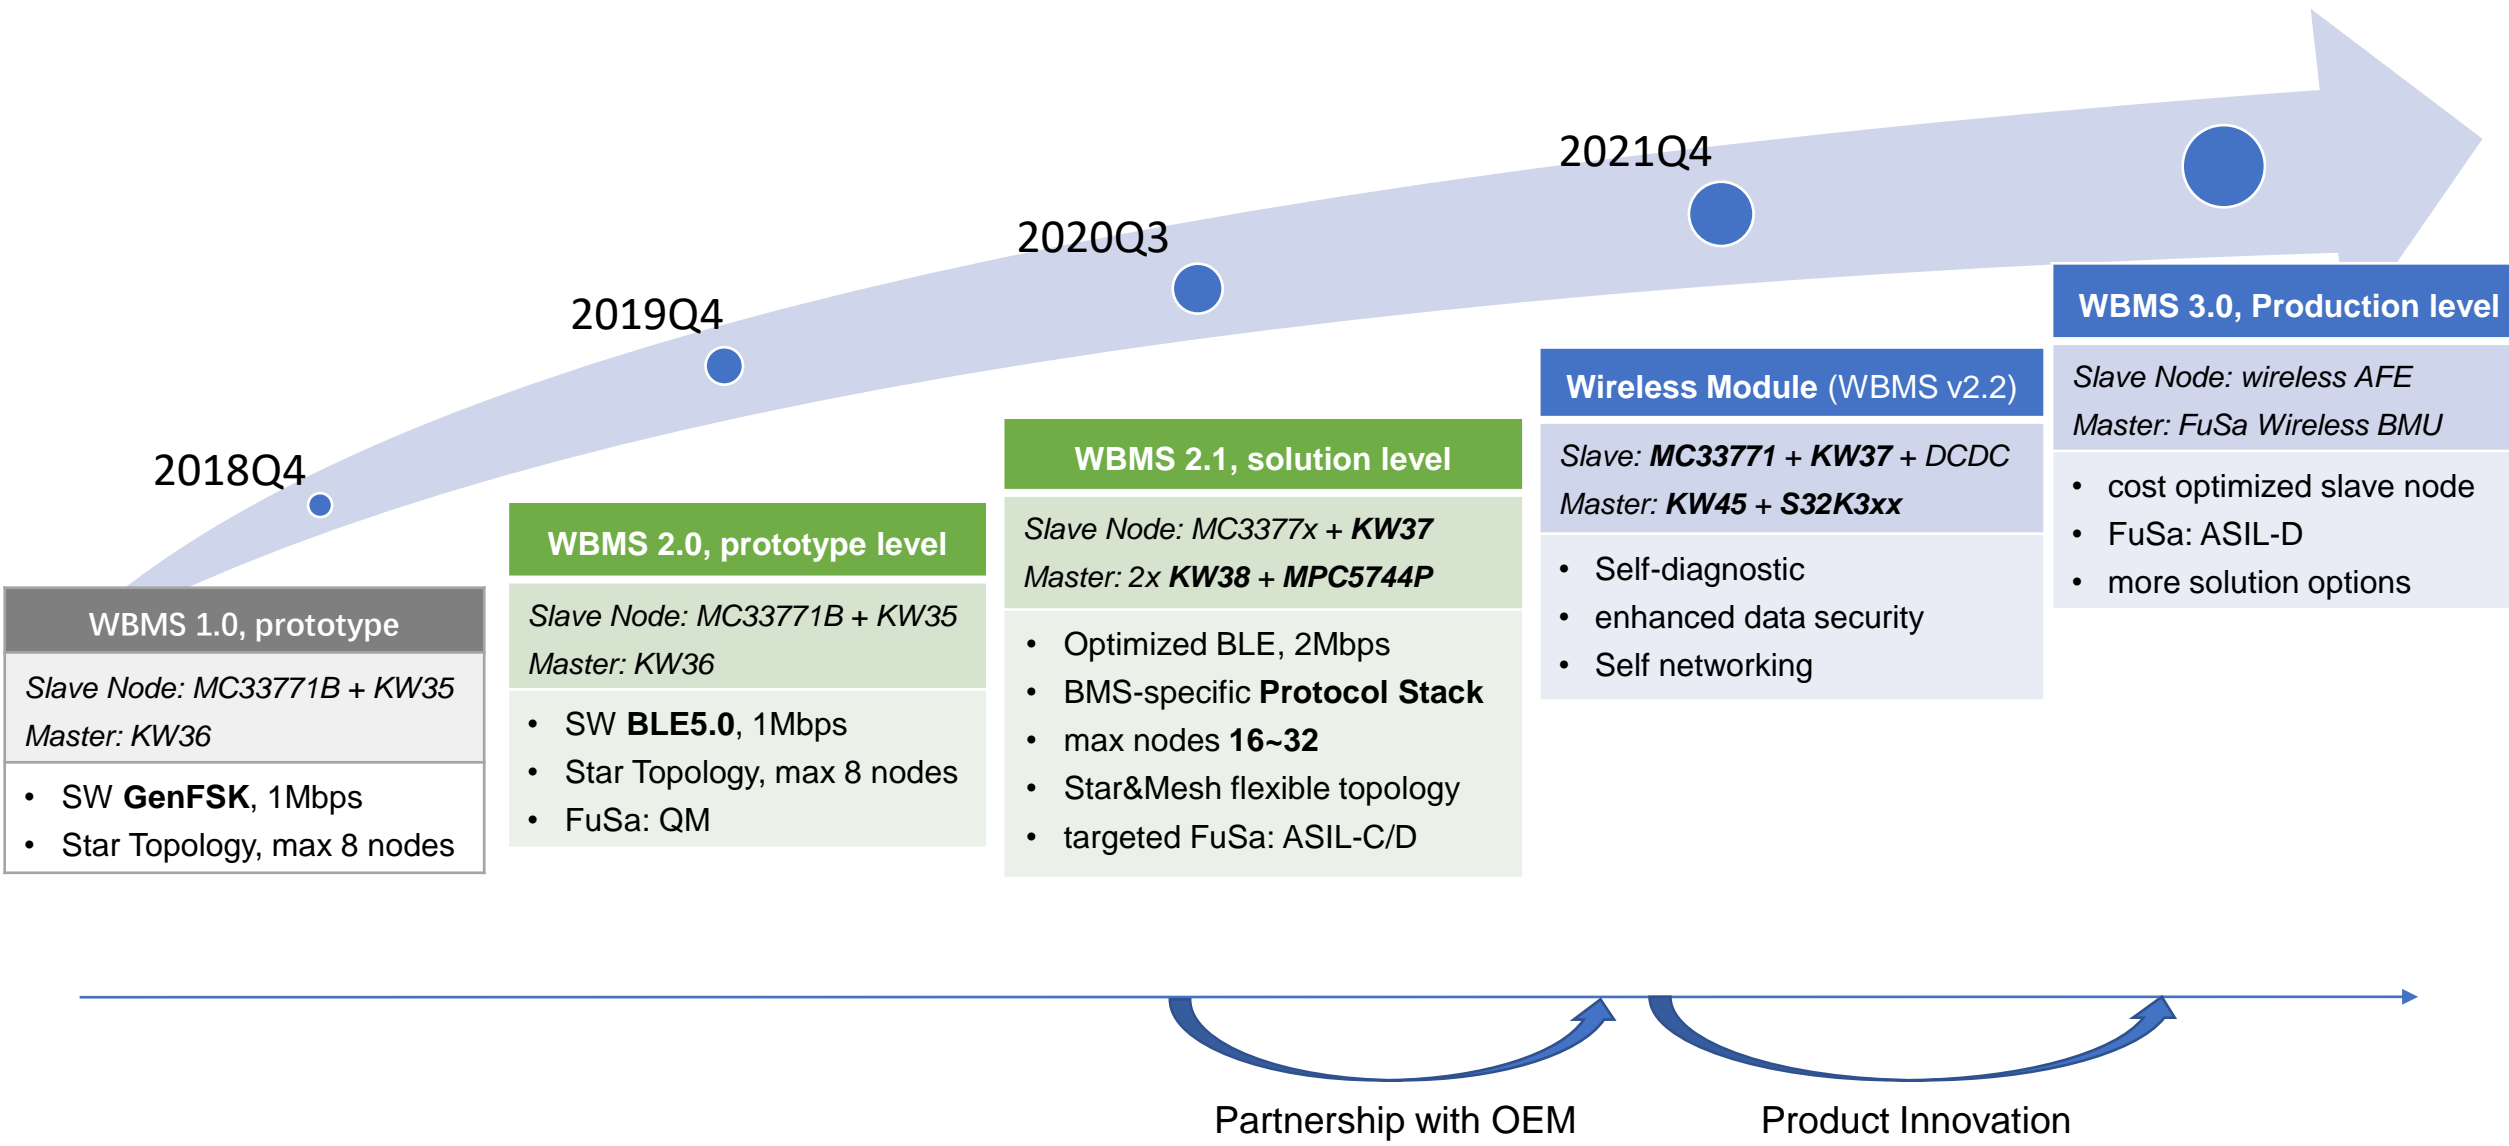 2018Q4
WBMS 1.0, prototype
Slave Node: MC33771B + KW35
Master: KW36
• SW GenFSK, 1Mbps
• Star Topology, max 8 nodes
2019Q4
WBMS 2.0, prototype level
Slave Node: MC33771B + KW35
Master: KW36
• SW BLE5.0, 1Mbps
• Star Topology, max 8 nodes
• FuSa: QM
2020Q3
WBMS 2.1, solution level
Slave Node: MC3377x + KW37
Master: 2x KW38 + MPC5744P
• Optimized BLE, 2Mbps
• BMS-specific Protocol Stack
• max nodes 16~32
• Star&Mesh flexible topology
• targeted FuSa: ASIL-C/D
2021Q4
Wireless Module (WBMS v2.2)
Slave: MC33771 + KW37 + DCDC
Master: KW45 + S32K3xx
• Self-diagnostic
• enhanced data security
• Self networking
WBMS 3.0, Production level
Slave Node: wireless AFE
Master: FuSa Wireless BMU
• cost optimized slave node
• FuSa: ASIL-D
• more solution options
Partnership with OEM
Product Innovation